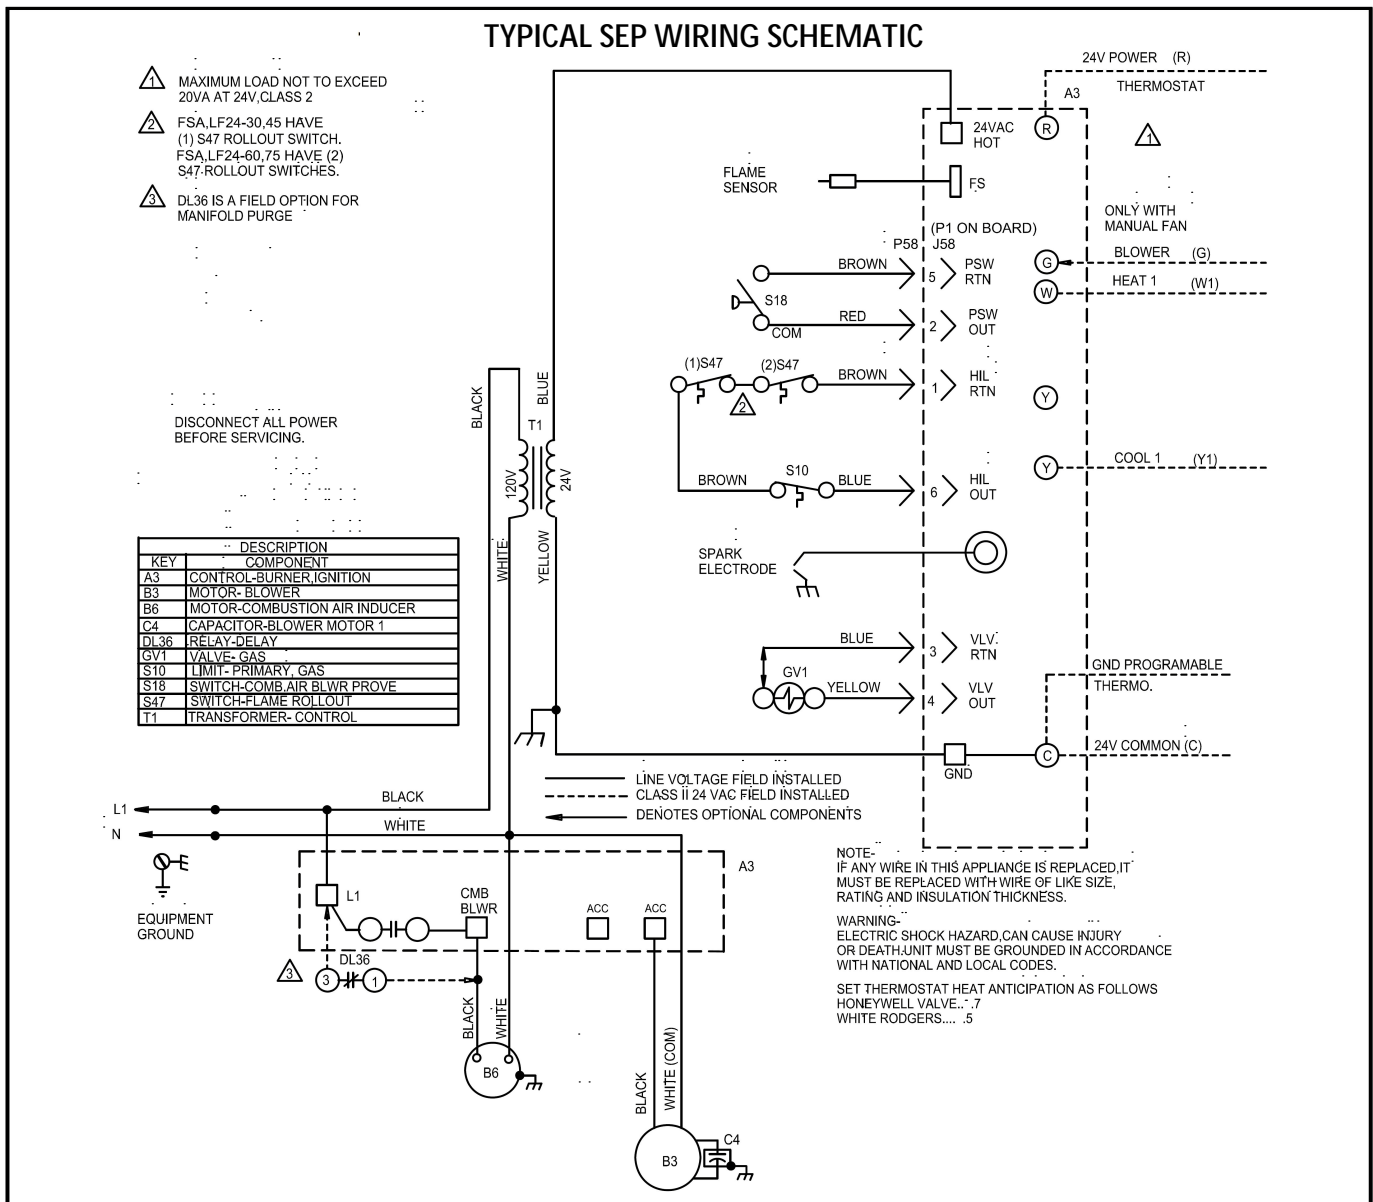 TYPICAL SEP WIRING SCHEMATIC
1 MAXIMUM LOAD NOT TO EXCEED
20VA AT 24V,CLASS 2
2 FSA,LF24-30,45 HAVE
(1) S47 ROLLOUT SWITCH.
FSA,LF24-60,75 HAVE (2)
S47 ROLLOUT SWITCHES.
3 DL36 IS A FIELD OPTION FOR
MANIFOLD PURGE
DISCONNECT ALL POWER
BEFORE SERVICING.
DESCRIPTION
KEY COMPONENT
A3 CONTROL-BURNER,IGNITION
B3 MOTOR- BLOWER
B6 MOTOR-COMBUSTION AIR INDUCER
C4 CAPACITOR-BLOWER MOTOR 1
DL36 RELAY-DELAY
GV1 VALVE- GAS
S10 LIMIT- PRIMARY, GAS
S18 SWITCH-COMB.AIR BLWR PROVE
S47 SWITCH-FLAME ROLLOUT
T1 TRANSFORMER- CONTROL
24V POWER (R)
THERMOSTAT
A3
24VAC
HOT
R
1
FLAME
SENSOR
FS
ONLY WITH
MANUAL FAN
(P1 ON BOARD)
P58 J58
BROWN
5
PSW
RTN
G
BLOWER (G)
S18
W
HEAT 1 (W1)
RED
COM
2
PSW
OUT
(1)S47
(2)S47
2
BROWN
1
HIL
RTN
Y
BLACK
BLUE
T1
120V
24V
WHITE
YELLOW
Y
COOL 1 (Y1)
BROWN
S10
BLUE
6
HIL
OUT
SPARK
ELECTRODE
BLUE
3
VLV.
RTN
GV1
YELLOW
4
VLV
OUT
GND PROGRAMABLE
THERMO.
GND
C
24V COMMON (C)
LINE VOLTAGE FIELD INSTALLED
CLASS II 24 VAC FIELD INSTALLED
DENOTES OPTIONAL COMPONENTS
L1
BLACK
N
WHITE
EQUIPMENT
GROUND
A3
L1
CMB
BLWR
ACC
ACC
3
DL36
3
1
BLACK
WHITE
B6
BLACK
WHITE (COM)
B3
C4
NOTE-
IF ANY WIRE IN THIS APPLIANCE IS REPLACED,IT
MUST BE REPLACED WITH WIRE OF LIKE SIZE,
RATING AND INSULATION THICKNESS.
WARNING-
ELECTRIC SHOCK HAZARD,CAN CAUSE INJURY
OR DEATH.UNIT MUST BE GROUNDED IN ACCORDANCE
WITH NATIONAL AND LOCAL CODES.
SET THERMOSTAT HEAT ANTICIPATION AS FOLLOWS
HONEYWELL VALVE.. .7
WHITE RODGERS.... .5